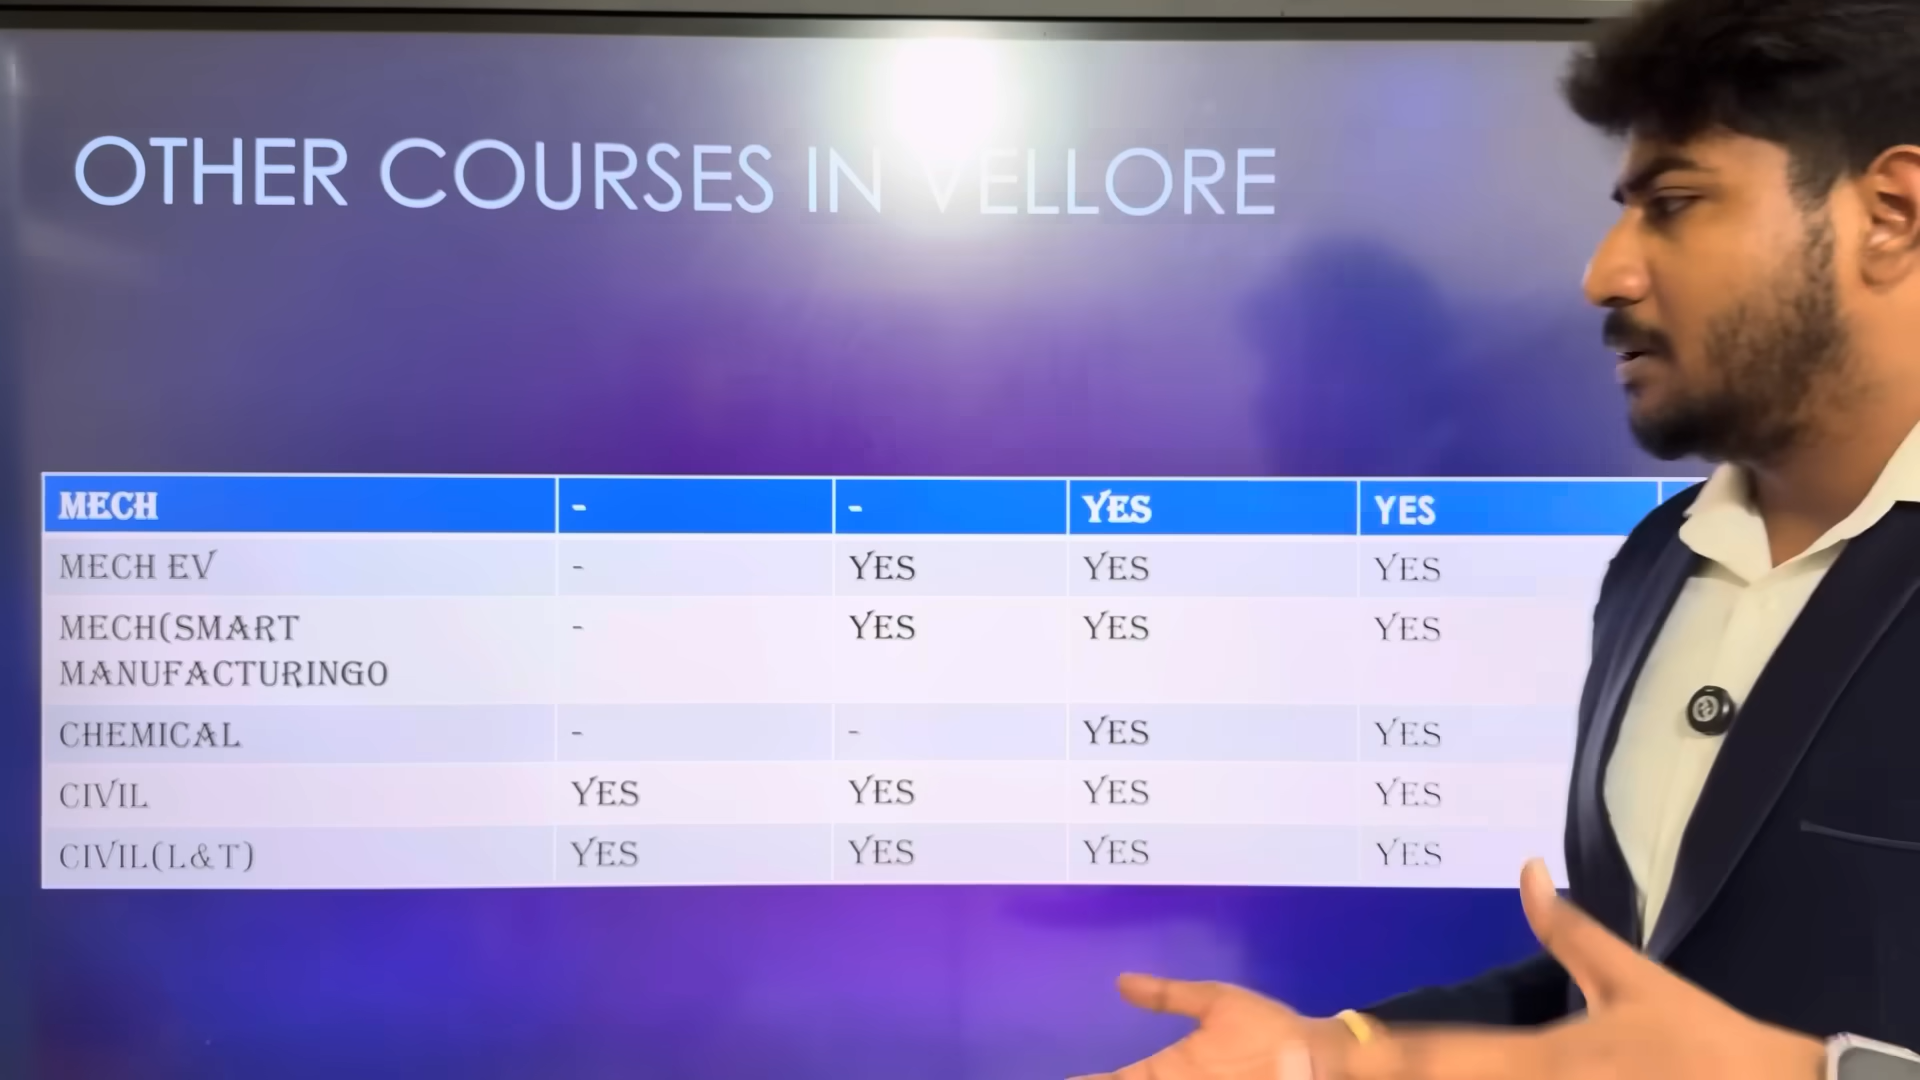 OTHER COURSES IN VELLORE
MECH - - YES YES
MECH EV - YES YES YES
MECH(SMART - YES YES YES
MANUFACTURINGO
CHEMICAL - - YES YES
CIVIL YES YES YES YES
CIVIL(L&T) YES YES YES YES